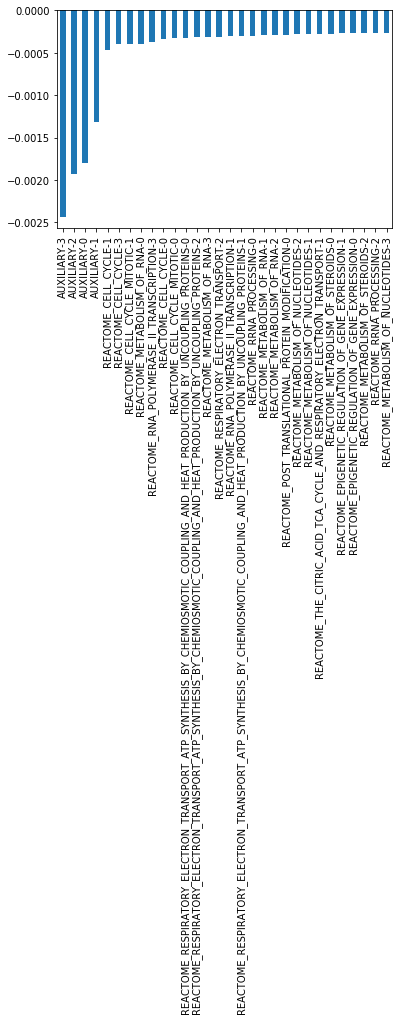 0.0000
−0.0005
−0.0010
−0.0015
−0.0020
−0.0025
AUXILIARY-3
AUXILIARY-2
AUXILIARY-0
AUXILIARY-1
REACTOME_CELL_CYCLE-1
REACTOME_CELL_CYCLE-3
REACTOME_CELL_CYCLE_MITOTIC-1
REACTOME_METABOLISM_OF_RNA-0
REACTOME_RNA_POLYMERASE_II_TRANSCRIPTION-3
REACTOME_CELL_CYCLE-0
REACTOME_CELL_CYCLE_MITOTIC-0
REACTOME_RESPIRATORY_ELECTRON_TRANSPORT_ATP_SYNTHESIS_BY_CHEMIOSMOTIC_COUPLING_AND_HEAT_PRODUCTION_BY_UNCOUPLING_PROTEINS-0
REACTOME_RESPIRATORY_ELECTRON_TRANSPORT_ATP_SYNTHESIS_BY_CHEMIOSMOTIC_COUPLING_AND_HEAT_PRODUCTION_BY_UNCOUPLING_PROTEINS-2
REACTOME_METABOLISM_OF_RNA-3
REACTOME_RESPIRATORY_ELECTRON_TRANSPORT-2
REACTOME_RNA_POLYMERASE_II_TRANSCRIPTION-1
REACTOME_RESPIRATORY_ELECTRON_TRANSPORT_ATP_SYNTHESIS_BY_CHEMIOSMOTIC_COUPLING_AND_HEAT_PRODUCTION_BY_UNCOUPLING_PROTEINS-1
REACTOME_RRNA_PROCESSING-0
REACTOME_METABOLISM_OF_RNA-1
REACTOME_METABOLISM_OF_RNA-2
REACTOME_POST_TRANSLATIONAL_PROTEIN_MODIFICATION-0
REACTOME_METABOLISM_OF_NUCLEOTIDES-2
REACTOME_METABOLISM_OF_NUCLEOTIDES-1
REACTOME_THE_CITRIC_ACID_TCA_CYCLE_AND_RESPIRATORY_ELECTRON_TRANSPORT-1
REACTOME_METABOLISM_OF_STEROIDS-0
REACTOME_EPIGENETIC_REGULATION_OF_GENE_EXPRESSION-1
REACTOME_EPIGENETIC_REGULATION_OF_GENE_EXPRESSION-0
REACTOME_METABOLISM_OF_STEROIDS-2
REACTOME_RRNA_PROCESSING-2
REACTOME_METABOLISM_OF_NUCLEOTIDES-3